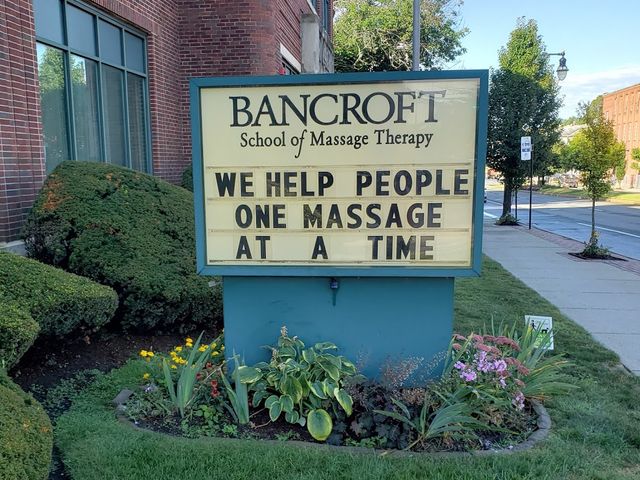 BANCROFT
School of Massage Therapy
WE HELP PEOPLE
ONE MASSAGE
AT A TIME